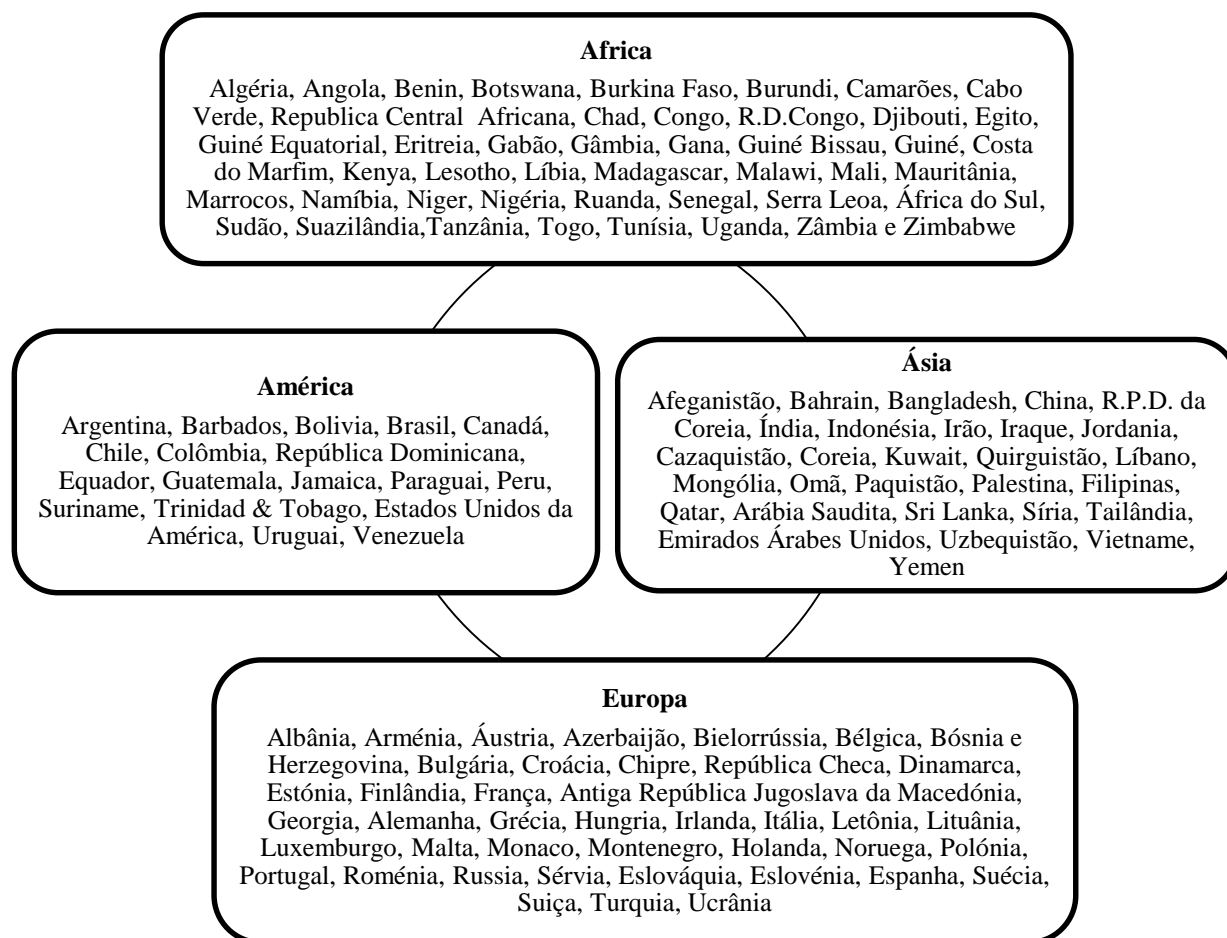 Africa
Algéria, Angola, Benin, Botswana, Burkina Faso, Burundi, Camarões, Cabo
Verde, Republica Central Africana, Chad, Congo, R.D.Congo, Djibouti, Egito,
Guiné Equatorial, Eritreia, Gabão, Gâmbia, Gana, Guiné Bissau, Guiné, Costa
do Marfim, Kenya, Lesotho, Líbia, Madagascar, Malawi, Mali, Mauritânia,
Marrocos, Namíbia, Niger, Nigéria, Ruanda, Senegal, Serra Leoa, África do Sul,
Sudão, Suazilândia,Tanzânia, Togo, Tunísia, Uganda, Zâmbia e Zimbabwe
América
Argentina, Barbados, Bolivia, Brasil, Canadá,
Chile, Colômbia, República Dominicana,
Equador, Guatemala, Jamaica, Paraguai, Peru,
Suriname, Trinidad & Tobago, Estados Unidos da
América, Uruguai, Venezuela
Ásia
Afeganistão, Bahrain, Bangladesh, China, R.P.D. da
Coreia, Índia, Indonésia, Irão, Iraque, Jordania,
Cazaquistão, Coreia, Kuwait, Quirguistão, Líbano,
Mongólia, Omã, Paquistão, Palestina, Filipinas,
Qatar, Arábia Saudita, Sri Lanka, Síria, Tailândia,
Emirados Árabes Unidos, Uzbequistão, Vietname,
Yemen
Europa
Albânia, Arménia, Áustria, Azerbaijão, Bielorrússia, Bélgica, Bósnia e
Herzegovina, Bulgária, Croácia, Chipre, República Checa, Dinamarca,
Estónia, Finlândia, França, Antiga República Jugoslava da Macedónia,
Georgia, Alemanha, Grécia, Hungria, Irlanda, Itália, Letônia, Lituânia,
Luxemburgo, Malta, Monaco, Montenegro, Holanda, Noruega, Polónia,
Portugal, Roménia, Russia, Sérvia, Eslováquia, Eslovénia, Espanha, Suécia,
Suiça, Turquia, Ucrânia